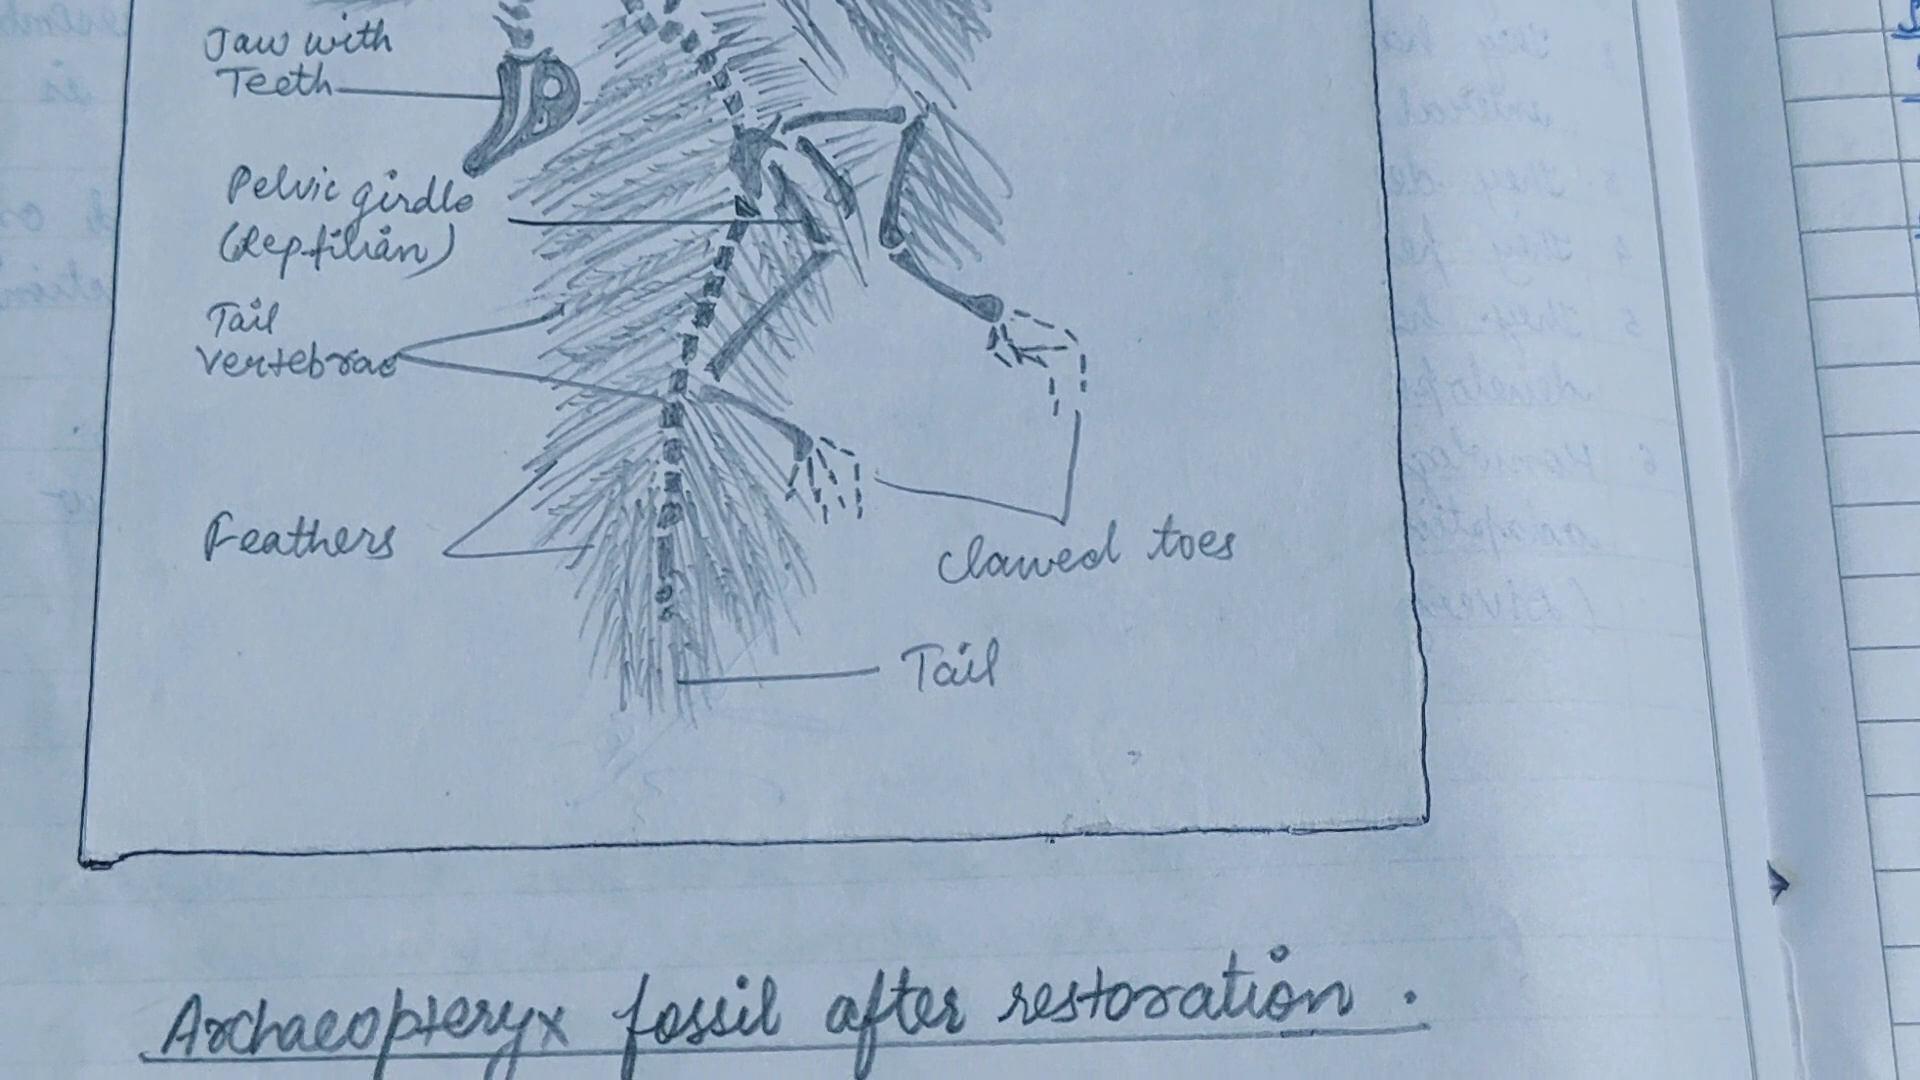 Jaw with
Teeth
Pelvic girdle
(Reptilian)
Tail
Vertebrae
Feathers
Clawed toes
Tail
Archaeopteryx fossil after restoration.